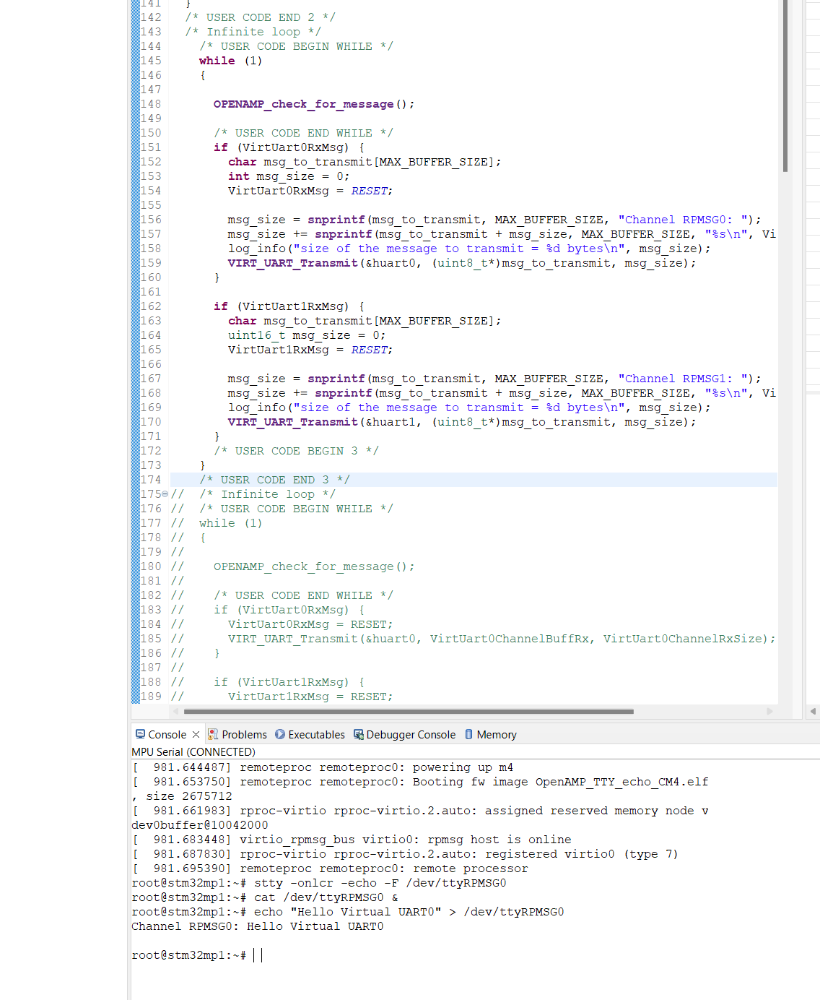 141   }
142   /* USER CODE END 2 */
143   /* Infinite loop */
144     /* USER CODE BEGIN WHILE */
145     while (1)
146     {
147
148       OPENAMP_check_for_message();
149
150       /* USER CODE END WHILE */
151       if (VirtUart0RxMsg) {
152         char msg_to_transmit[MAX_BUFFER_SIZE];
153         int msg_size = 0;
154         VirtUart0RxMsg = RESET;
155
156         msg_size = snprintf(msg_to_transmit, MAX_BUFFER_SIZE, "Channel RPMSG0: ");
157         msg_size += snprintf(msg_to_transmit + msg_size, MAX_BUFFER_SIZE, "%s\n", Vi
158         log_info("size of the message to transmit = %d bytes\n", msg_size);
159         VIRT_UART_Transmit(&huart0, (uint8_t*)msg_to_transmit, msg_size);
160       }
161
162       if (VirtUart1RxMsg) {
163         char msg_to_transmit[MAX_BUFFER_SIZE];
164         uint16_t msg_size = 0;
165         VirtUart1RxMsg = RESET;
166
167         msg_size = snprintf(msg_to_transmit, MAX_BUFFER_SIZE, "Channel RPMSG1: ");
168         msg_size += snprintf(msg_to_transmit + msg_size, MAX_BUFFER_SIZE, "%s\n", Vi
169         log_info("size of the message to transmit = %d bytes\n", msg_size);
170         VIRT_UART_Transmit(&huart1, (uint8_t*)msg_to_transmit, msg_size);
171       }
172       /* USER CODE BEGIN 3 */
173     }
174     /* USER CODE END 3 */
175 //  /* Infinite loop */
176 //  /* USER CODE BEGIN WHILE */
177 //  while (1)
178 //  {
179 //
180 //    OPENAMP_check_for_message();
181 //
182 //    /* USER CODE END WHILE */
183 //    if (VirtUart0RxMsg) {
184 //      VirtUart0RxMsg = RESET;
185 //      VIRT_UART_Transmit(&huart0, VirtUart0ChannelBuffRx, VirtUart0ChannelRxSize);
186 //    }
187 //
188 //    if (VirtUart1RxMsg) {
189 //      VirtUart1RxMsg = RESET;
Console Problems Executables Debugger Console Memory
MPU Serial (CONNECTED)
[  981.644487] remoteproc remoteproc0: powering up m4
[  981.653750] remoteproc remoteproc0: Booting fw image OpenAMP_TTY_echo_CM4.elf
, size 2675712
[  981.661983] rproc-virtio rproc-virtio.2.auto: assigned reserved memory node v
dev0buffer@10042000
[  981.683448] virtio_rpmsg_bus virtio0: rpmsg host is online
[  981.687830] rproc-virtio rproc-virtio.2.auto: registered virtio0 (type 7)
[  981.695390] remoteproc remoteproc0: remote processor
root@stm32mp1:~# stty -onlcr -echo -F /dev/ttyRPMSG0
root@stm32mp1:~# cat /dev/ttyRPMSG0 &
root@stm32mp1:~# echo "Hello Virtual UART0" > /dev/ttyRPMSG0
Channel RPMSG0: Hello Virtual UART0
root@stm32mp1:~#